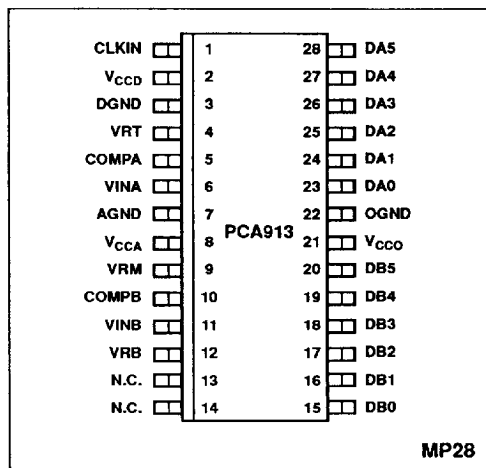 CLKIN 1 28 DA5
VCCD 2 27 DA4
DGND 3 26 DA3
VRT 4 25 DA2
COMPA 5 24 DA1
VINA 6 23 DA0
AGND 7 22 OGND
PCA913
VCCA 8 21 VCCO
VRM 9 20 DB5
COMPB 10 19 DB4
VINB 11 18 DB3
VRB 12 17 DB2
N.C. 13 16 DB1
N.C. 14 15 DB0
MP28